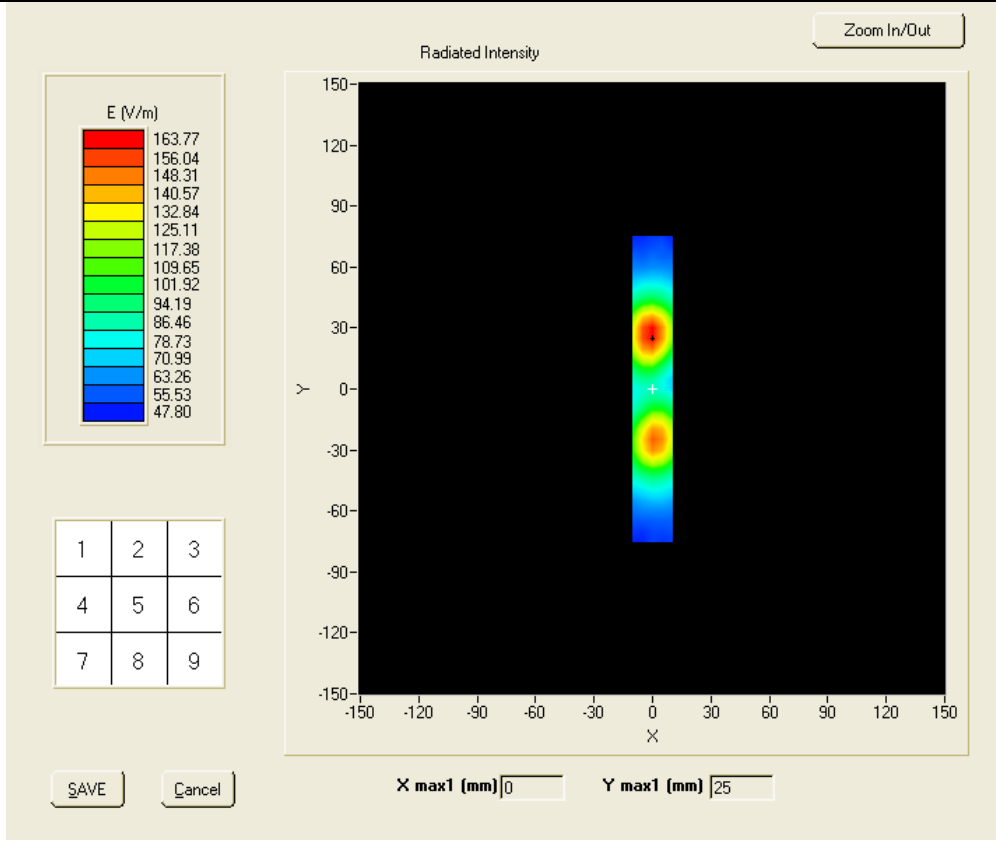 Zoom In/Out
Radiated Intensity
E (V/m)
163.77
156.04
148.31
140.57
132.84
125.11
117.38
109.65
101.92
94.19
86.46
78.73
70.99
63.26
55.53
47.80
1 2 3
4 5 6
7 8 9
150
120
90
60
30
0
-30
-60
-90
-120
-150
Y
-150 -120 -90 -60 -30 0 30 60 90 120 150
X
SAVE
Cancel
X max1 (mm) 0
Y max1 (mm) 25